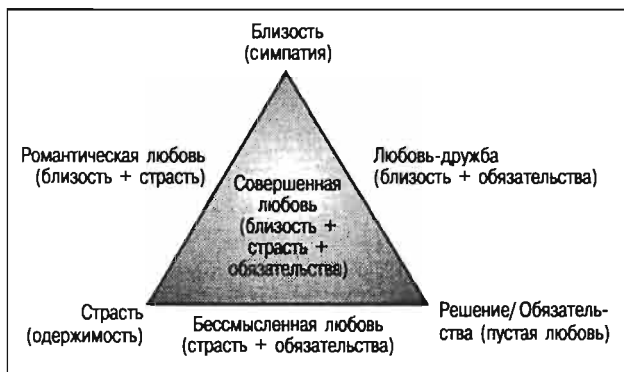 Близость
(симпатия)
Романтическая любовь
(близость + страсть)
Любовь-дружба
(близость + обязательства)
Совершенная
любовь
(близость +
страсть +
обязательства)
Страсть
(одержимость)
Бессмысленная любовь
(страсть + обязательства)
Решение/ Обязатель-
ства (пустая любовь)